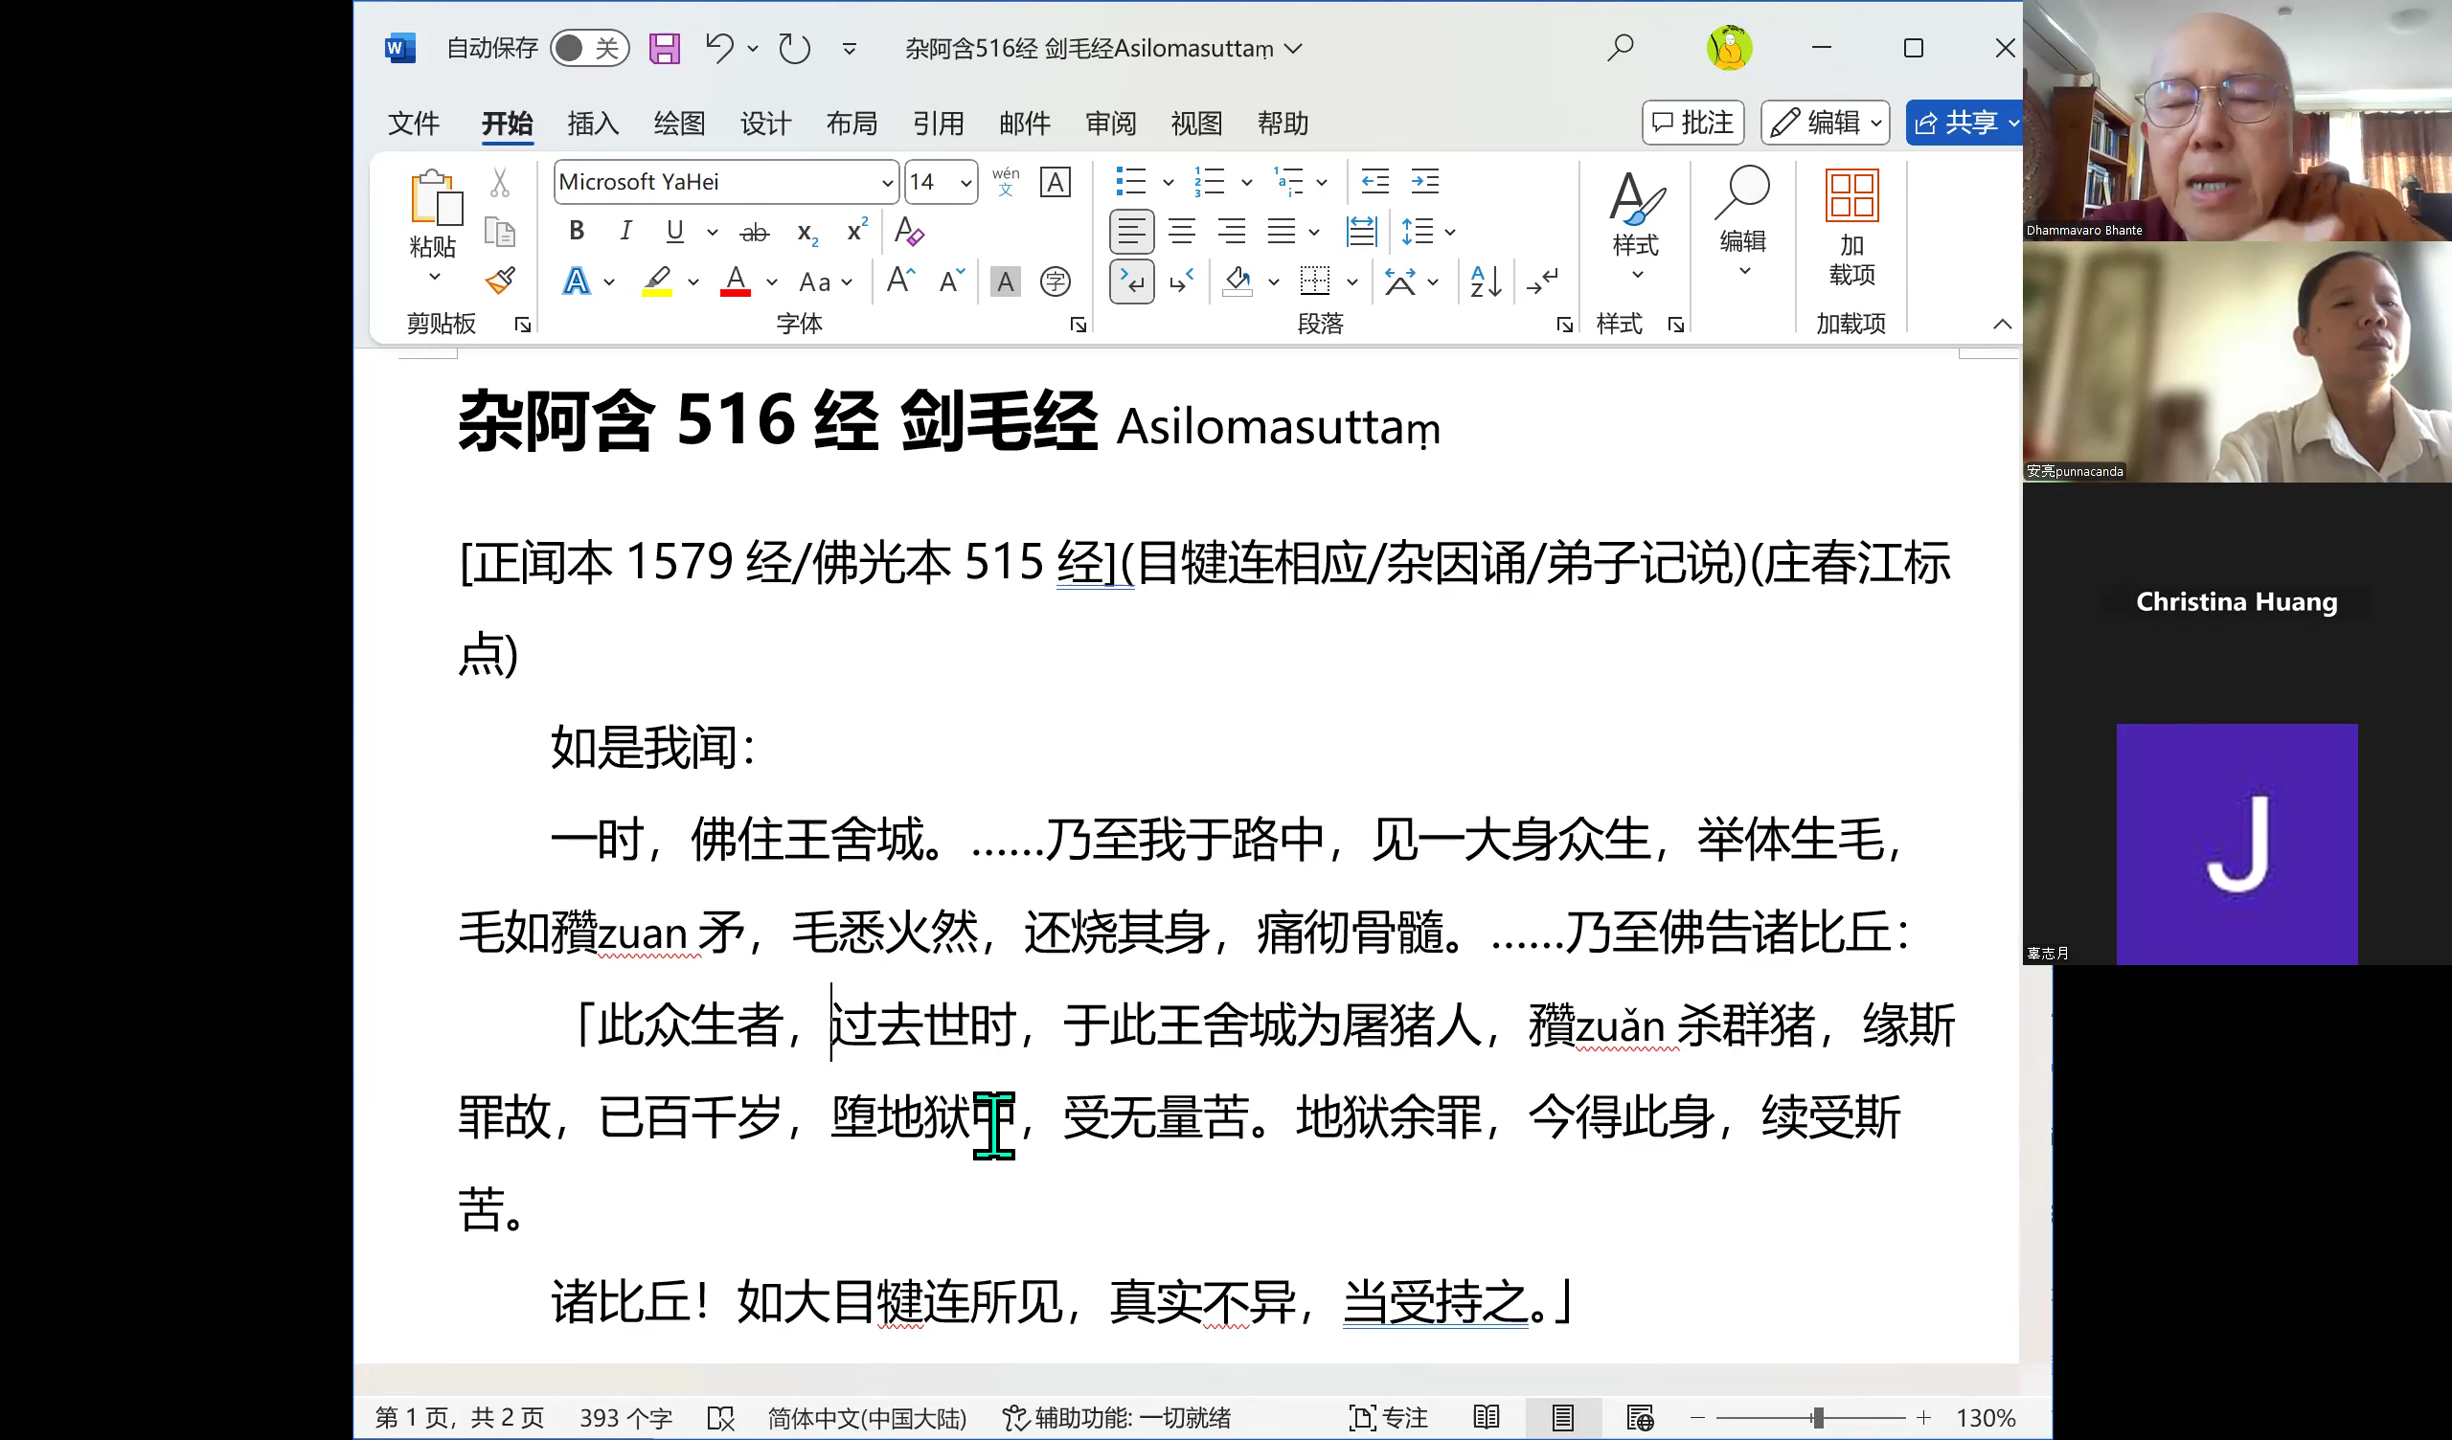 自动保存 关 杂阿含516经 剑毛经Asilomasuttaṃ
文件 开始 插入 绘图 设计 布局 引用 邮件 审阅 视图 帮助 批注 编辑 共享
粘贴
剪贴板
Microsoft YaHei 14 wén 文 A
B I U ab x₂ x² A
A A Aa A A A 字
字体
段落
样式
样式
编辑
加
载项
加载项
杂阿含 516 经 剑毛经 Asilomasuttaṃ
[正闻本 1579 经/佛光本 515 经](目犍连相应/杂因诵/弟子记说)(庄春江标
点)
如是我闻：
一时，佛住王舍城。……乃至我于路中，见一大身众生，举体生毛，
毛如穳zuan 矛，毛悉火然，还烧其身，痛彻骨髓。……乃至佛告诸比丘：
「此众生者，过去世时，于此王舍城为屠猪人，穳zuǎn 杀群猪，缘斯
罪故，已百千岁，堕地狱中，受无量苦。地狱余罪，今得此身，续受斯
苦。
诸比丘！如大目犍连所见，真实不异，当受持之。」
第 1 页，共 2 页 393 个字 简体中文(中国大陆) 辅助功能: 一切就绪 专注 130%
Dhammavaro Bhante
安亮punnacanda
Christina Huang
J
辜志月